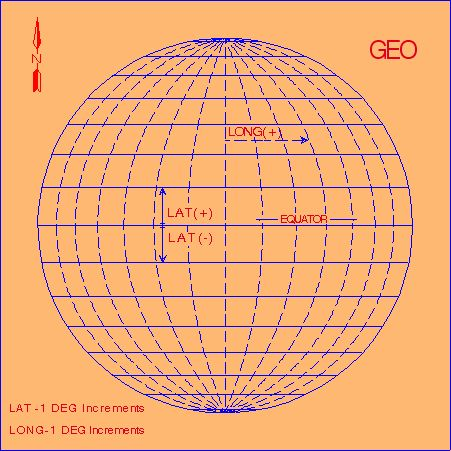 N
GEO
LONG(+)
LAT(+)
EQUATOR
LAT(-)
LAT -1 DEG Increments
LONG-1 DEG Increments